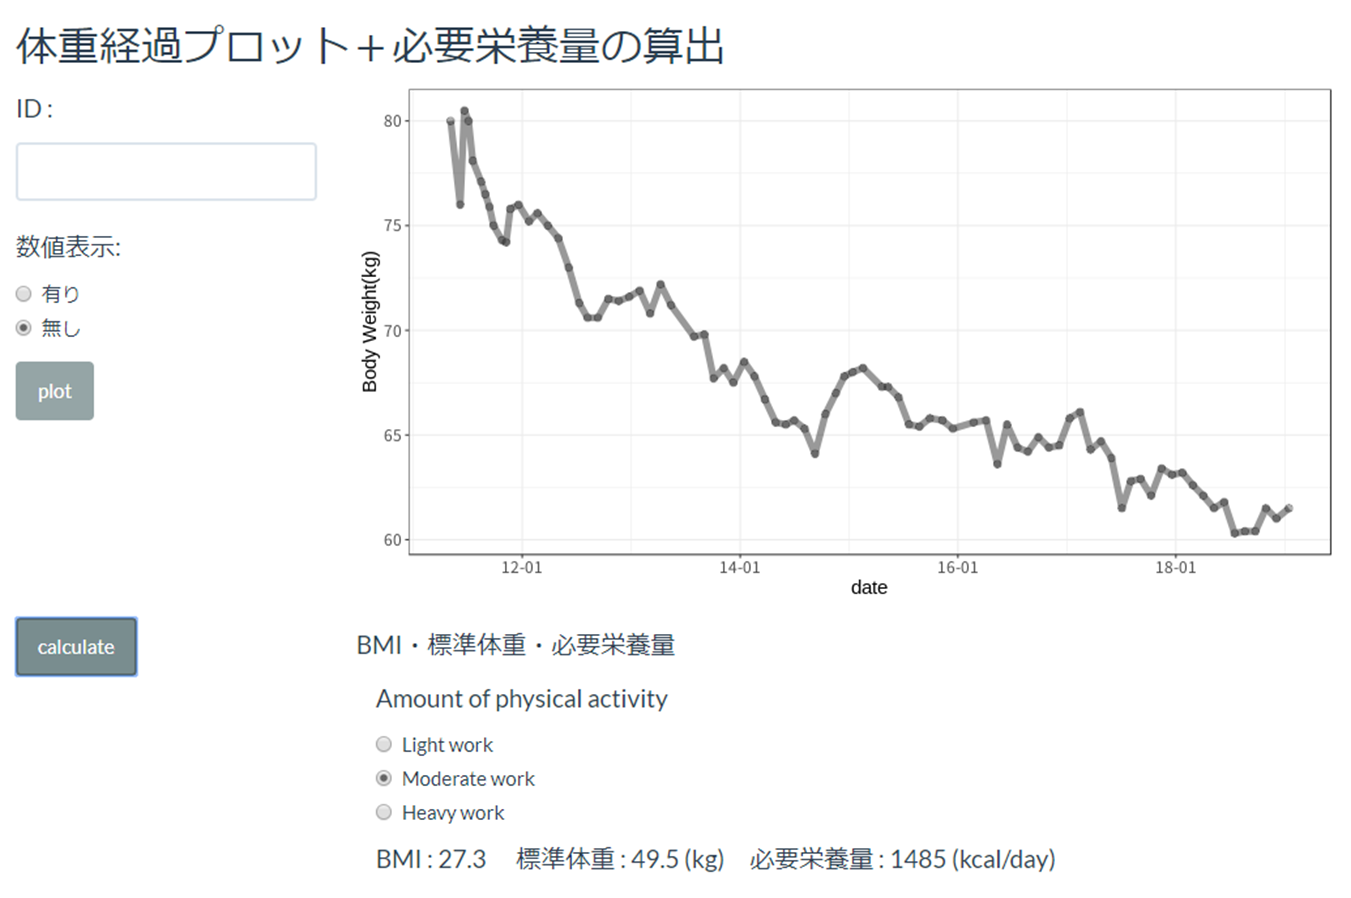 体重経過プロット＋必要栄養量の算出
ID :
数値表示:
有り
無し
plot
80
75
70
65
60
Body Weight(kg)
12-01 14-01 16-01 18-01
date
calculate
BMI・標準体重・必要栄養量
Amount of physical activity
Light work
Moderate work
Heavy work
BMI : 27.3 標準体重 : 49.5 (kg) 必要栄養量 : 1485 (kcal/day)